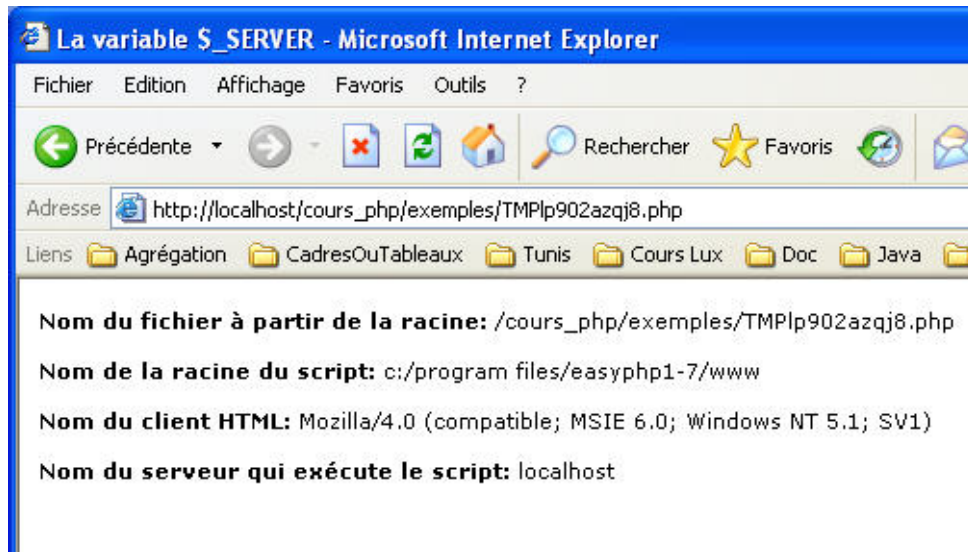 La variable $_SERVER - Microsoft Internet Explorer
Fichier Edition Affichage Favoris Outils ?
Précédente Rechercher Favoris
Adresse http://localhost/cours_php/exemples/TMPlp902azqj8.php
Liens Agrégation CadresOuTableaux Tunis Cours Lux Doc Java
Nom du fichier à partir de la racine: /cours_php/exemples/TMPlp902azqj8.php
Nom de la racine du script: c:/program files/easyphp1-7/www
Nom du client HTML: Mozilla/4.0 (compatible; MSIE 6.0; Windows NT 5.1; SV1)
Nom du serveur qui exécute le script: localhost